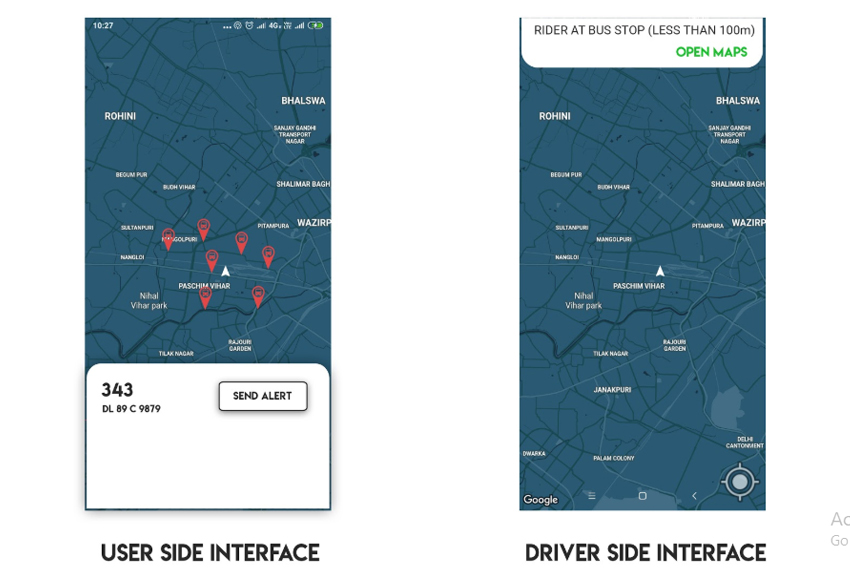 10:27
4G
BHALSWA
ROHINI
SANJAY GANDHI
TRANSPORT
NAGAR
BEGUM PUR
BUDH VIHAR
SHALIMAR BAGH
SULTANPURI
PITAMPURA
WAZIRP
MANGOLPURI
NANGLOI
PASCHIM VIHAR
Nihal
Vihar park
RAJOURI
GARDEN
TILAK NAGAR
343
DL 89 C 9879
SEND ALERT
USER SIDE INTERFACE
RIDER AT BUS STOP (LESS THAN 100m)
OPEN MAPS
BHALSWA
ROHINI
SANJAY GANDHI
TRANSPORT
NAGAR
BEGUM PUR
BUDH VIHAR
SHALIMAR BAGH
SULTANPURI
PITAMPURA
WAZIRP
MANGOLPURI
NANGLOI
PASCHIM VIHAR
Nihal
Vihar park
RAJOURI
GARDEN
TILAK NAGAR
JANAKPURI
DELHI
CANTONMENT
DWARKA
PALAM COLONY
Google
DRIVER SIDE INTERFACE
Ac
Go